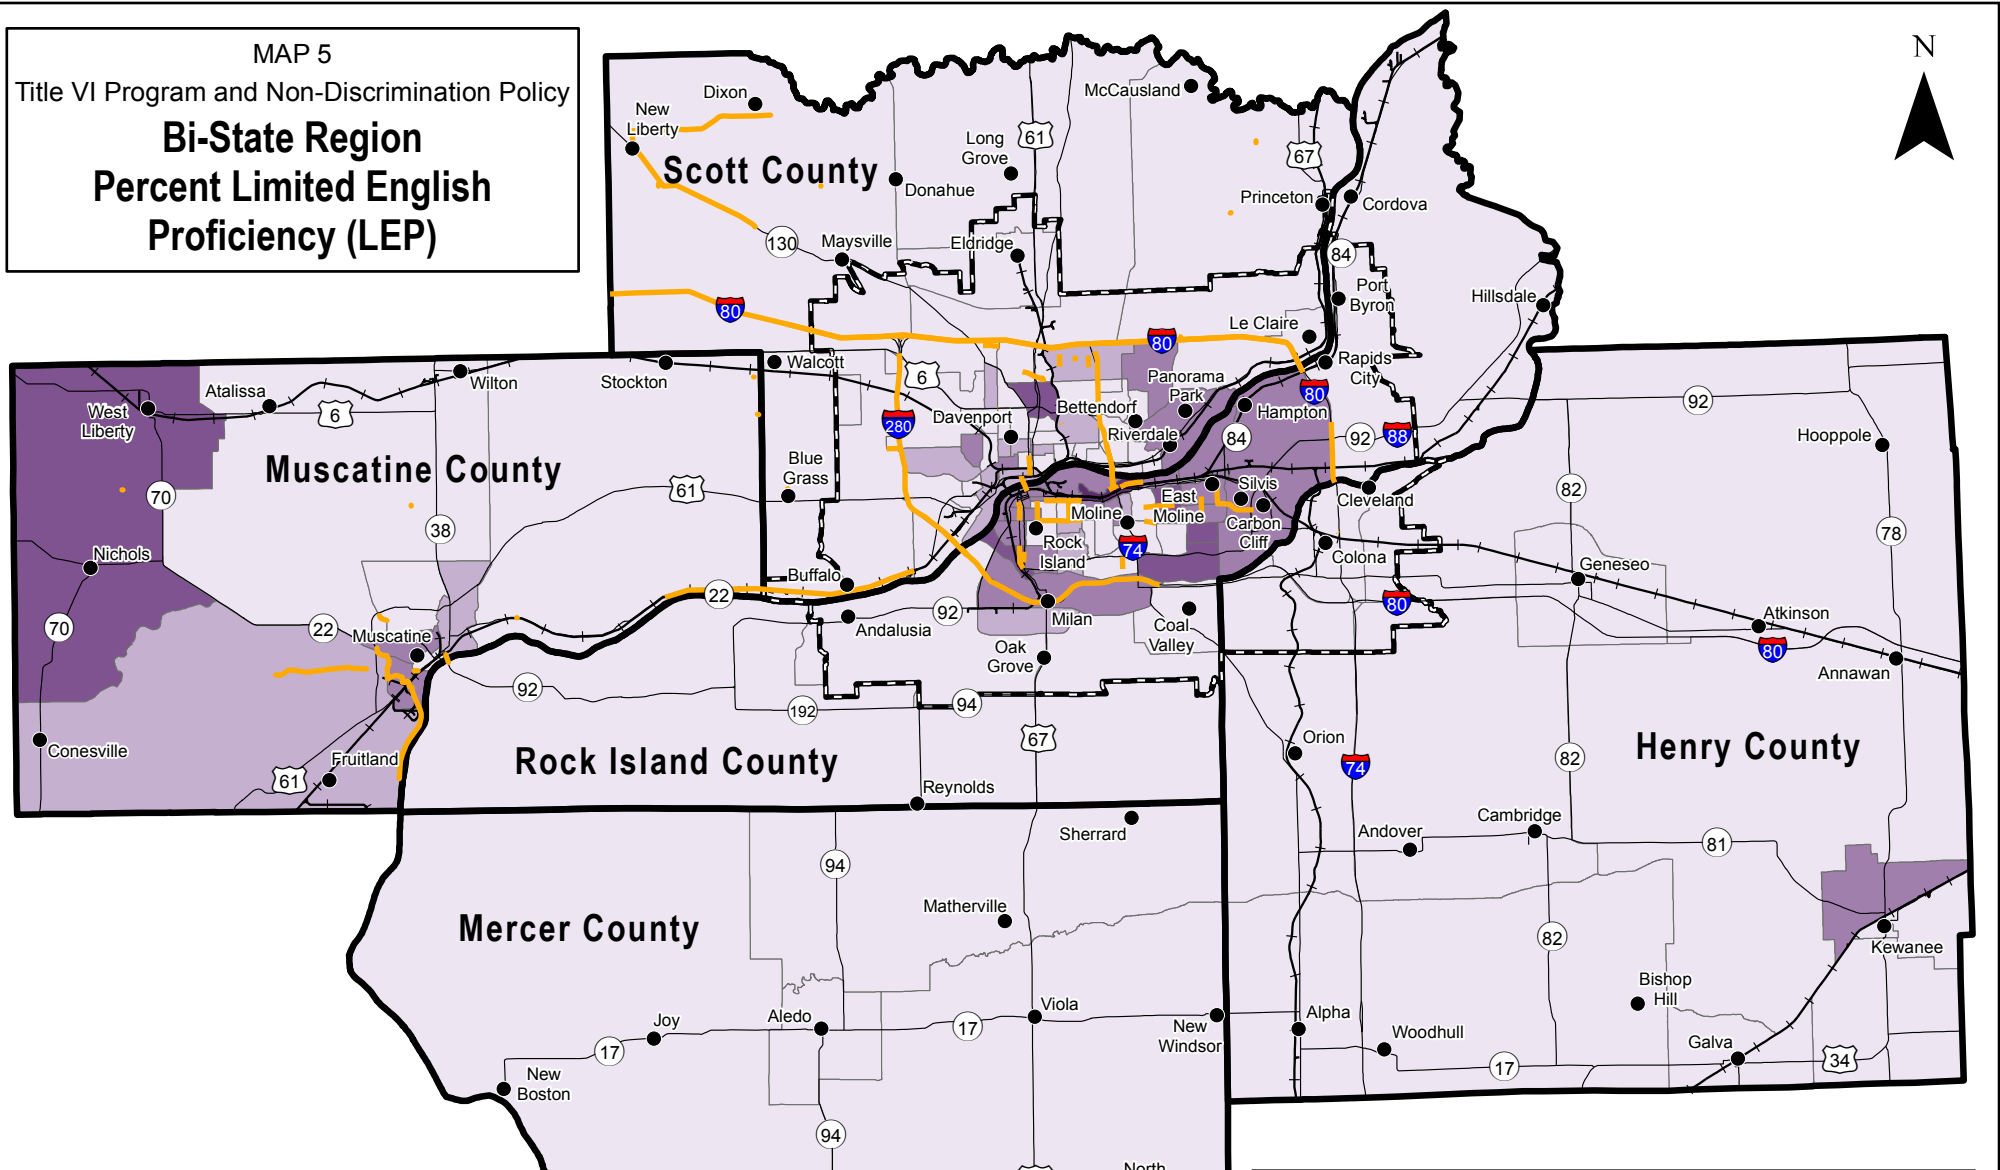 MAP 5
Title VI Program and Non-Discrimination Policy
Bi-State Region
Percent Limited English
Proficiency (LEP)
N
Dixon
New
Liberty
McCausland
Long
Grove
61
67
Scott County
Donahue
Princeton
Cordova
130
Maysville
Eldridge
84
Port
Byron
Hillsdale
80
Le Claire
80
Rapids
City
Walcott
Stockton
6
Panorama
Park
80
Wilton
Atalissa
West
Liberty
6
Bettendorf
Hampton
92
280
Davenport
Riverdale
84
92
88
Hooppole
Muscatine County
Blue
Grass
70
61
Silvis
Cleveland
82
East
Moline
Moline
Carbon
Cliff
38
Rock
Island
74
Colona
78
Nichols
Geneseo
Buffalo
22
80
Atkinson
92
Milan
Coal
Valley
70
22
Muscatine
Andalusia
Oak
Grove
80
Annawan
92
192
94
Conesville
67
Orion
Henry County
Rock Island County
61
Fruitland
74
82
Reynolds
Sherrard
Cambridge
Andover
81
94
Matherville
Mercer County
82
Kewanee
Bishop
Hill
Joy
Aledo
Viola
17
New
Windsor
Alpha
Woodhull
17
Galva
34
17
New
Boston
94
North